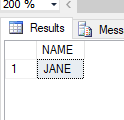 200 %
Results Mess
NAME
1 JANE